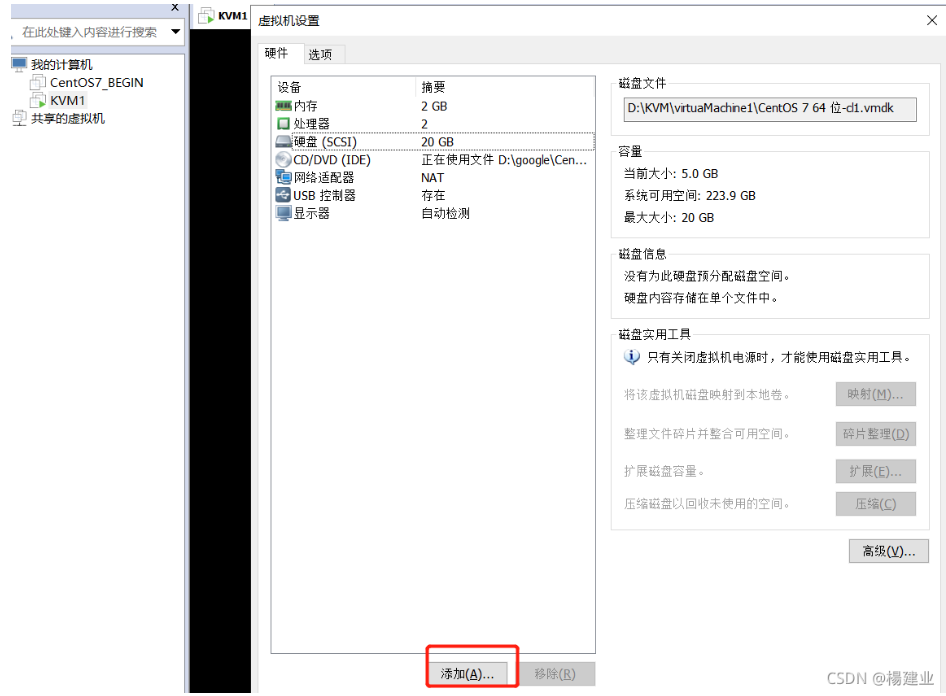 x
KVM1
虚拟机设置
在此处键入内容进行搜索
我的计算机
CentOS7_BEGIN
KVM1
共享的虚拟机
硬件
选项
设备
摘要
内存
2 GB
处理器
2
硬盘 (SCSI)
20 GB
CD/DVD (IDE)
正在使用文件 D:\google\Cen...
网络适配器
NAT
USB 控制器
存在
显示器
自动检测
添加(A)...
移除(R)
磁盘文件
D:\KVM\virtuaMachine1\CentOS 7 64 位-cl1.vmdk
容量
当前大小: 5.0 GB
系统可用空间: 223.9 GB
最大大小: 20 GB
磁盘信息
没有为此硬盘预分配磁盘空间。
硬盘内容存储在单个文件中。
磁盘实用工具
只有关闭虚拟机电源时，才能使用磁盘实用工具。
将该虚拟机磁盘映射到本地卷。
映射(M)...
整理文件碎片并整合可用空间。
碎片整理(D)
扩展磁盘容量。
扩展(E)...
压缩磁盘以回收未使用的空间。
压缩(C)
高级(V)...
CSDN @楊建业